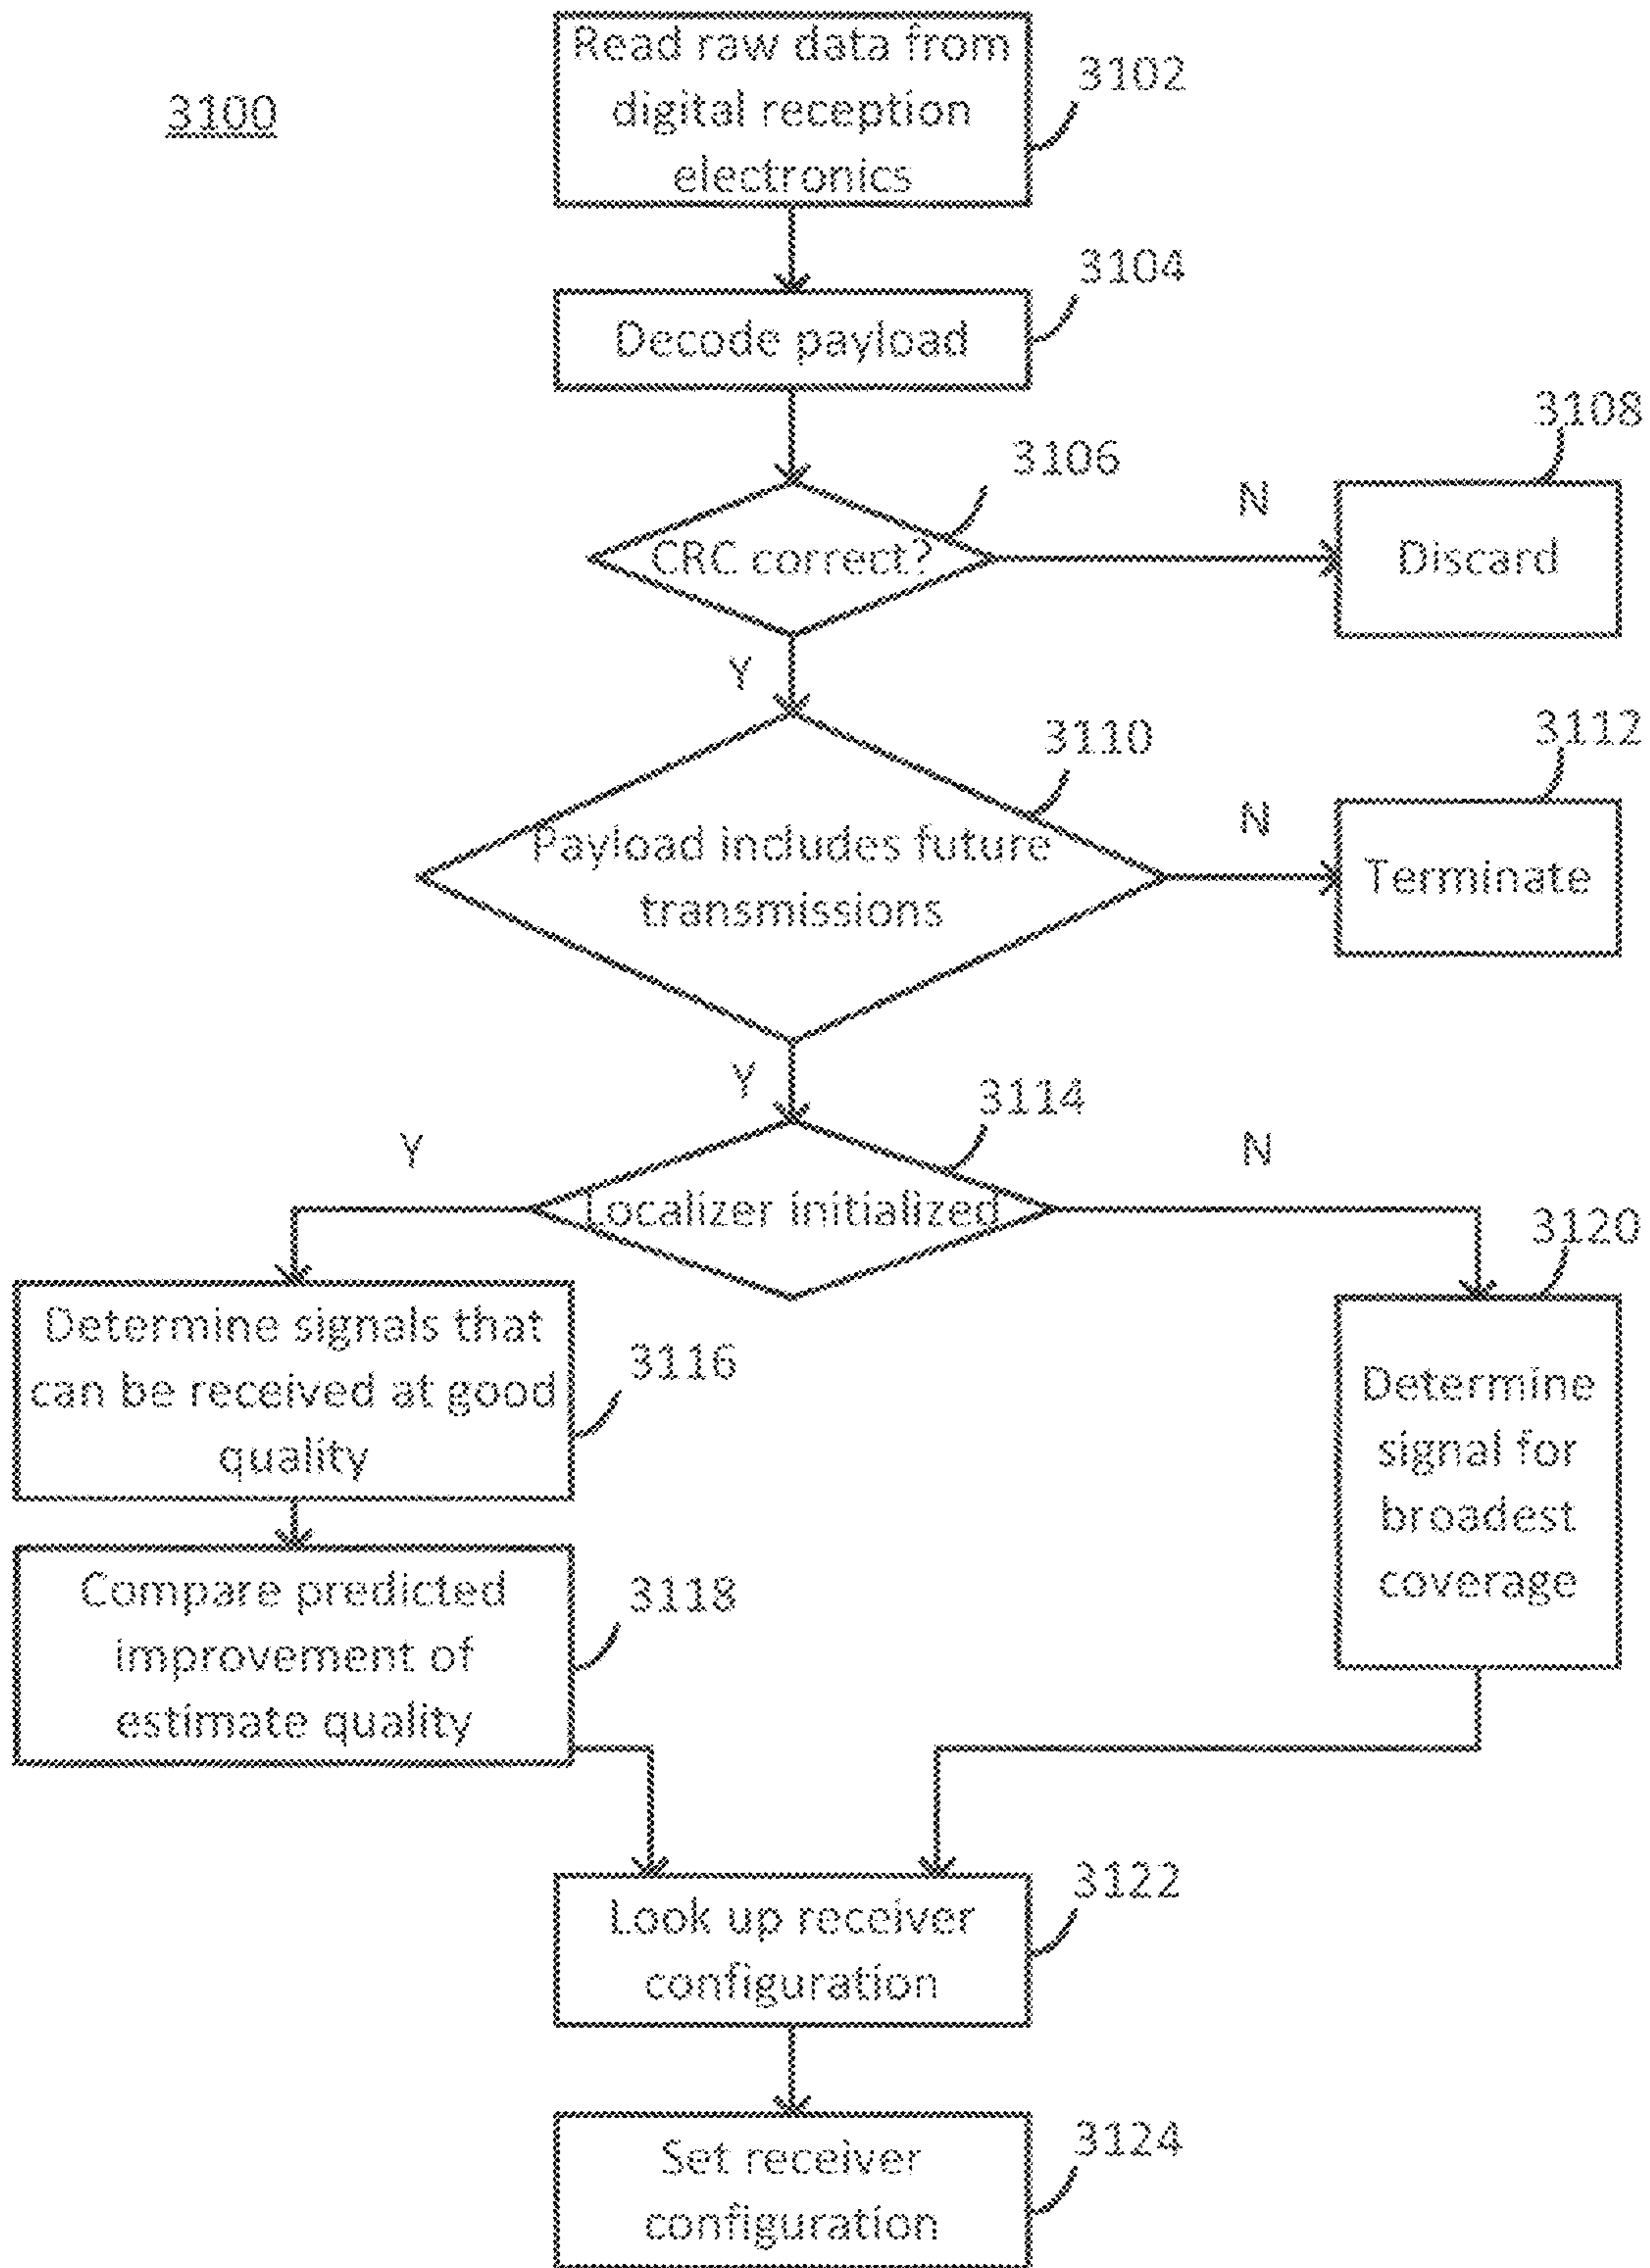 3100
Read raw data from
digital reception
electronics
3102
Decode payload
3104
CRC correct?
3106
N
Discard
3108
Y
Payload includes future
transmissions
3110
N
Terminate
3112
Y
Localizer initialized
3114
Y
N
Determine signals that
can be received at good
quality
3116
Compare predicted
improvement of
estimate quality
3118
Determine
signal for
broadest
coverage
3120
Look up receiver
configuration
3122
Set receiver
configuration
3124